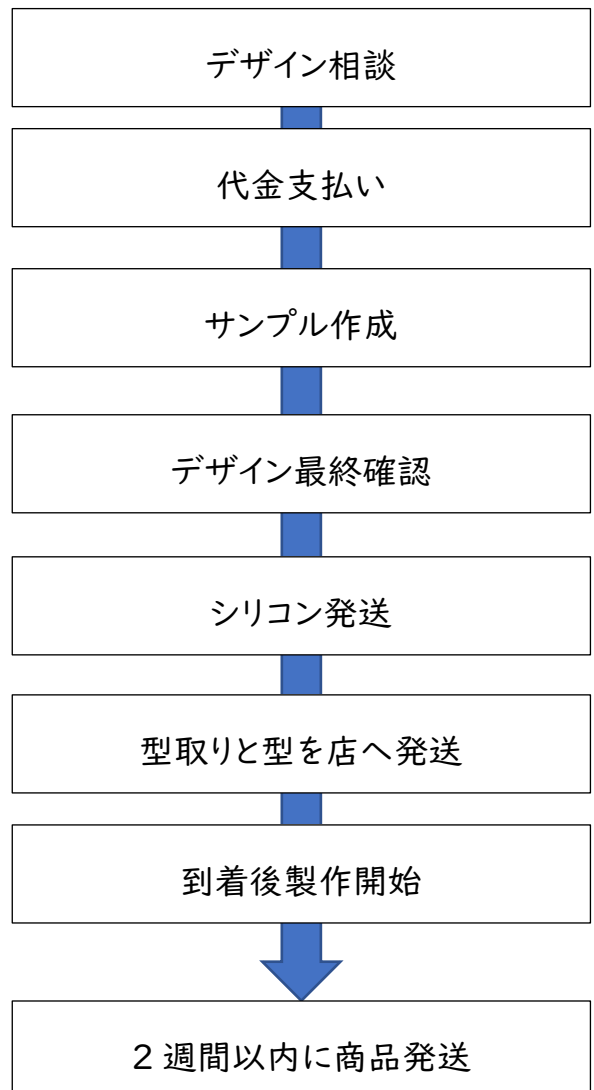 デザイン相談
代金支払い
サンプル作成
デザイン最終確認
シリコン発送
型取りと型を店へ発送
到着後製作開始
2週間以内に商品発送